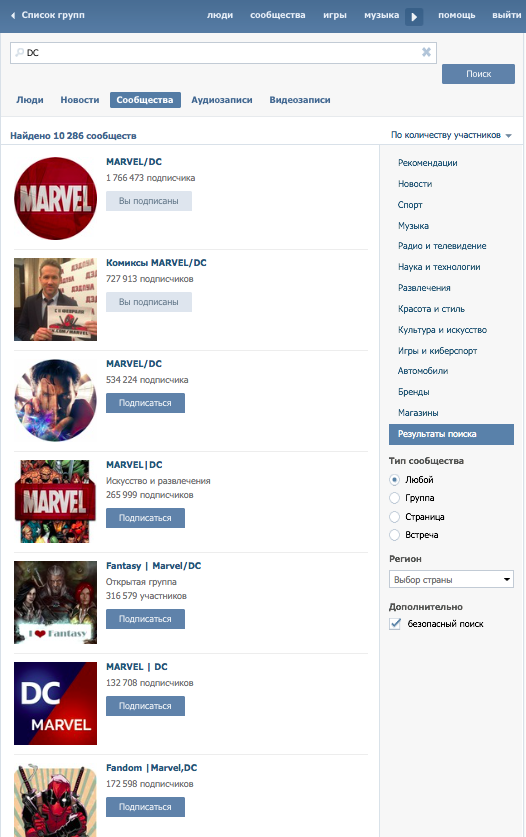 Список групп
люди сообщества игры музыка помощь выйти
DC
Поиск
Люди Новости Сообщества Аудиозаписи Видеозаписи
Найдено 10 286 сообществ
По количеству участников
MARVEL
MARVEL/DC
1 766 473 подписчика
Вы подписаны
Комиксы MARVEL/DC
727 913 подписчиков
Вы подписаны
MARVEL/DC
534 224 подписчика
Подписаться
MARVEL
MARVEL|DC
Искусство и развлечения
265 999 подписчиков
Подписаться
I Fantasy
Fantasy | Marvel/DC
Открытая группа
316 579 участников
Подписаться
DC
MARVEL
MARVEL | DC
132 708 подписчиков
Подписаться
Fandom |Marvel,DC
172 598 подписчиков
Подписаться
Рекомендации
Новости
Спорт
Музыка
Радио и телевидение
Наука и технологии
Развлечения
Красота и стиль
Культура и искусство
Игры и киберспорт
Автомобили
Бренды
Магазины
Результаты поиска
Тип сообщества
Любой
Группа
Страница
Встреча
Регион
Выбор страны
Дополнительно
безопасный поиск